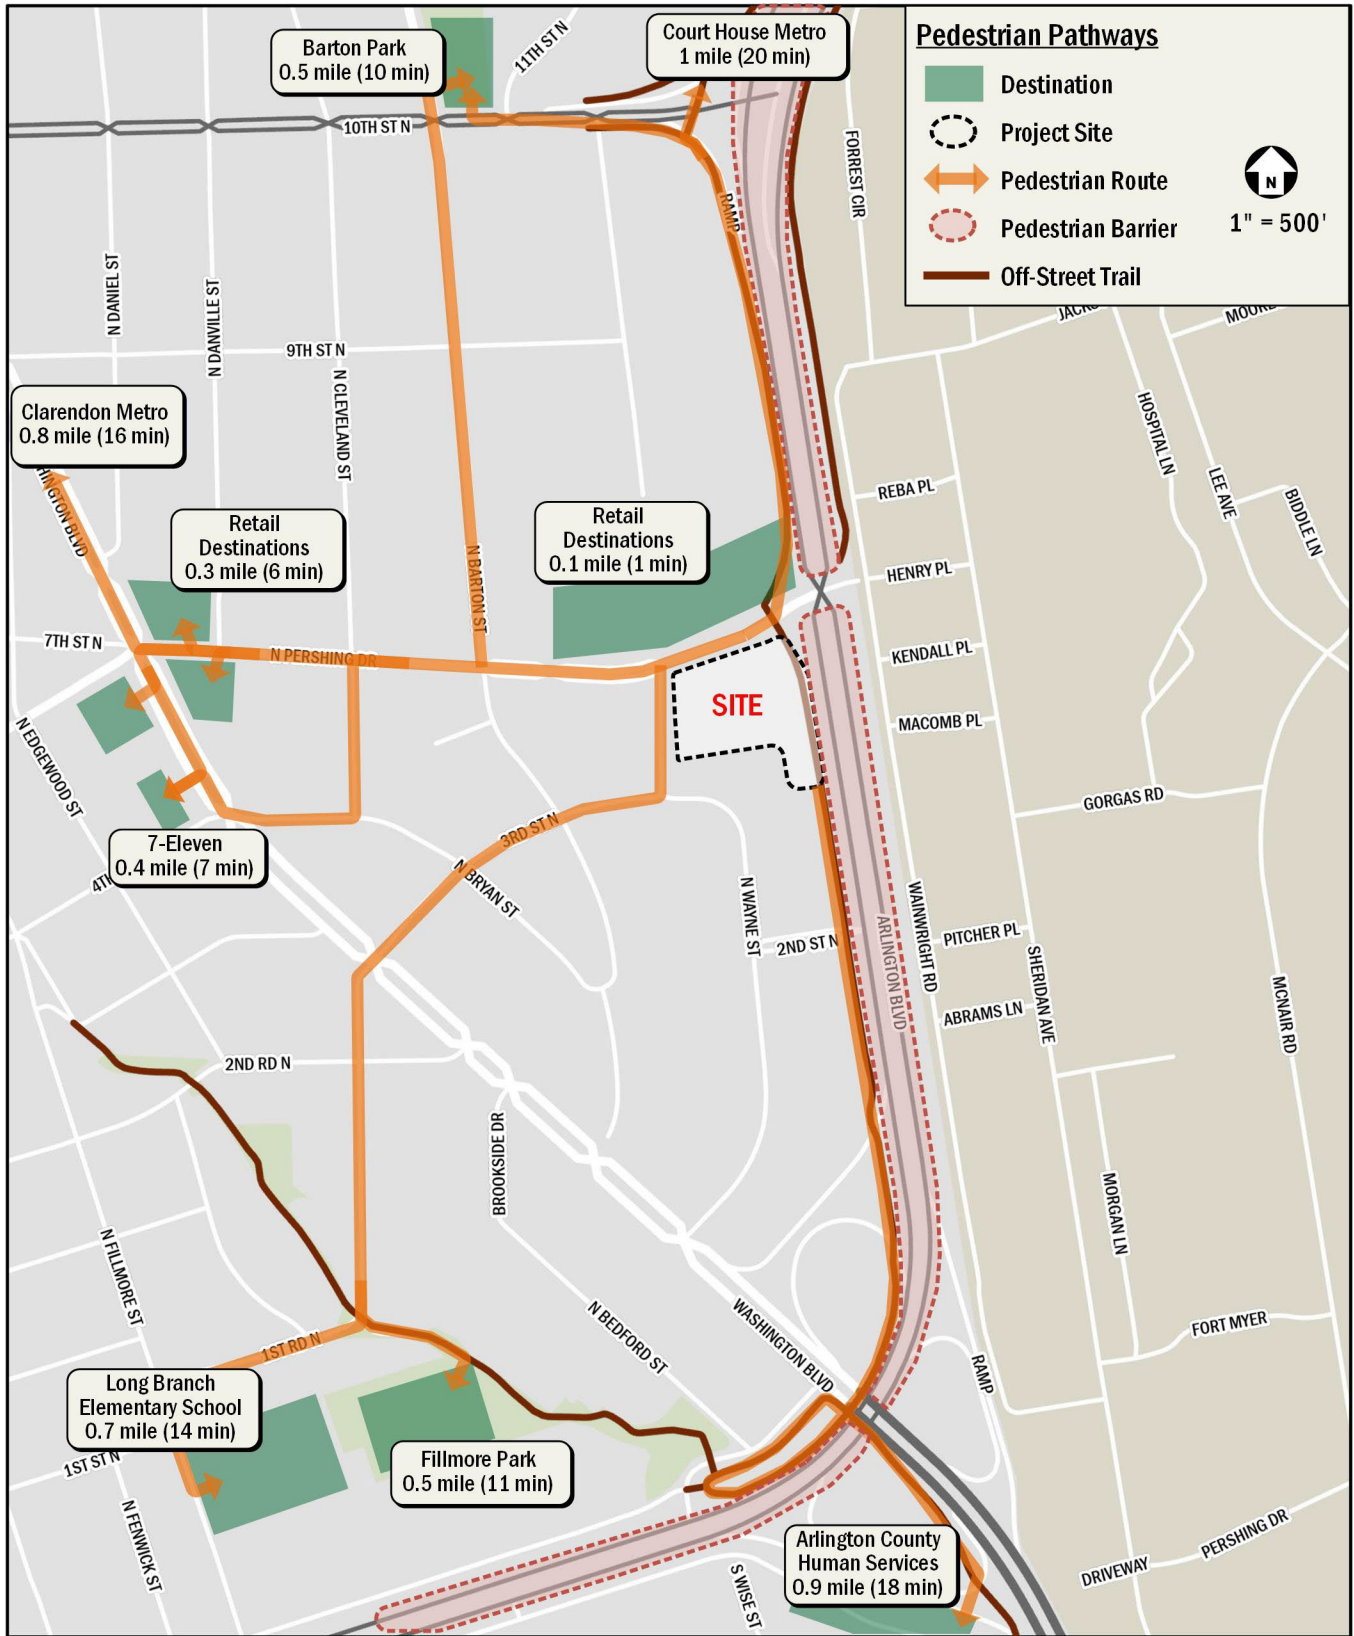 Barton Park
0.5 mile (10 min)
11TH ST N
Court House Metro
1 mile (20 min)
Pedestrian Pathways
Destination
Project Site
Pedestrian Route
Pedestrian Barrier
Off-Street Trail
N
1" = 500'
10TH ST N
FORREST CIR
RAMP
N DANIEL ST
N DANVILLE ST
9TH ST N
N CLEVELAND ST
Clarendon Metro
0.8 mile (16 min)
HOSPITAL LN
LEE AVE
BIDDLE LN
REBA PL
HENRY PL
Retail
Destinations
0.3 mile (6 min)
Retail
Destinations
0.1 mile (1 min)
N BARTON ST
7TH ST N
N PERSHING DR
KENDALL PL
MACOMB PL
SITE
N EDGEWOOD ST
GORGAS RD
3RD ST N
7-Eleven
0.4 mile (7 min)
N BRYAN ST
N WAYNE ST
2ND ST N
ARLINGTON BLVD
WAINWRIGHT RD
PITCHER PL
ABRAMS LN
SHERIDAN AVE
MCNAIR RD
2ND RD N
BROOKSIDE DR
MORGAN LN
N FILLMORE ST
N BEDFORD ST
WASHINGTON BLVD
FORT MYER
RAMP
1ST RD N
Long Branch
Elementary School
0.7 mile (14 min)
1ST ST N
Fillmore Park
0.5 mile (11 min)
N FENWICK ST
Arlington County
Human Services
0.9 mile (18 min)
S WISE ST
DRIVEWAY
PERSHING DR